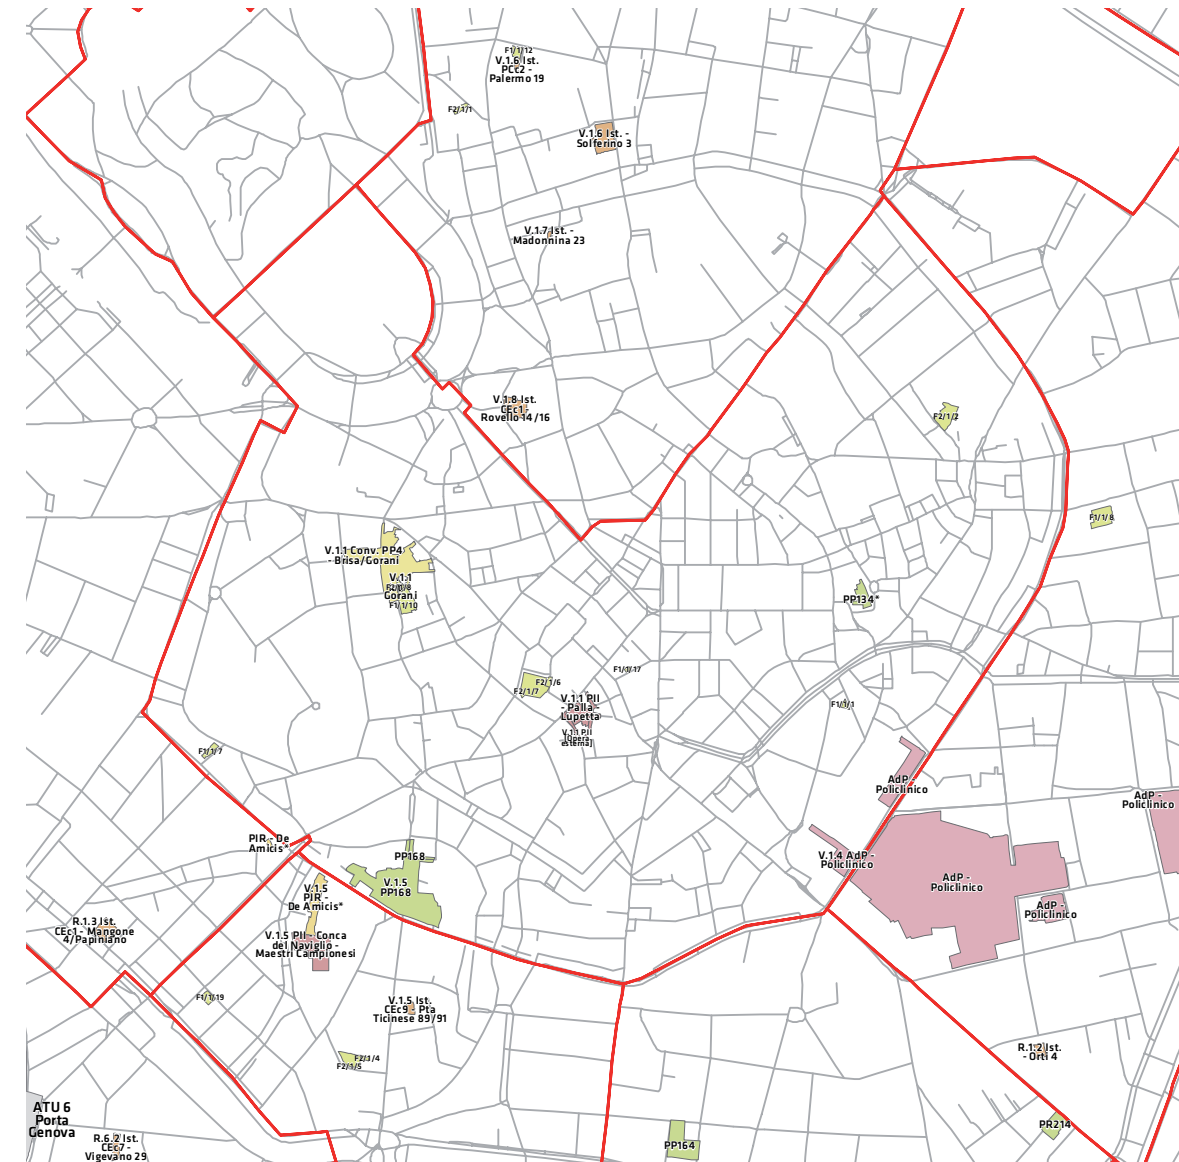 F1/1/12
V.1.6 Ist.
PCc2 -
Palermo 19
F2/1/1
V.1.6 Ist. -
Solferino 3
V.1.7 Ist. -
Madonnina 23
V.1.8 Ist.
CEc1 -
Rovello 14/16
F2/1/2
F1/1/8
V.1.1 Conv. PP4
- Brisa/Gorani
V.1.1
Gorani
F1/1/10
PP134*
F1/1/17
F2/1/6
F2/1/7
V.1.1 PII
- Palla -
Lupetta
V.1.1 PII
[Opera
esterna]
F1/1/1
F1/1/7
AdP -
Policlinico
AdP -
Policlinico
PIR - De
Amicis*
PP168
V.1.4 AdP -
Policlinico
V.1.5
PP168
AdP -
Policlinico
V.1.5
PIR -
De Amicis*
AdP -
Policlinico
R.1.3 Ist.
CEc1 - Mangone
4/Papiniano
V.1.5 PII - Conca
del Naviglio -
Maestri Campionesi
F1/1/19
V.1.5 Ist.
CEc9 - Pta
Ticinese 89/91
R.1.2 Ist.
- Orti 4
F2/1/4
F2/1/5
ATU 6
Porta
Genova
PR214
R.6.2 Ist.
CEc7 -
Vigevano 29
PP164